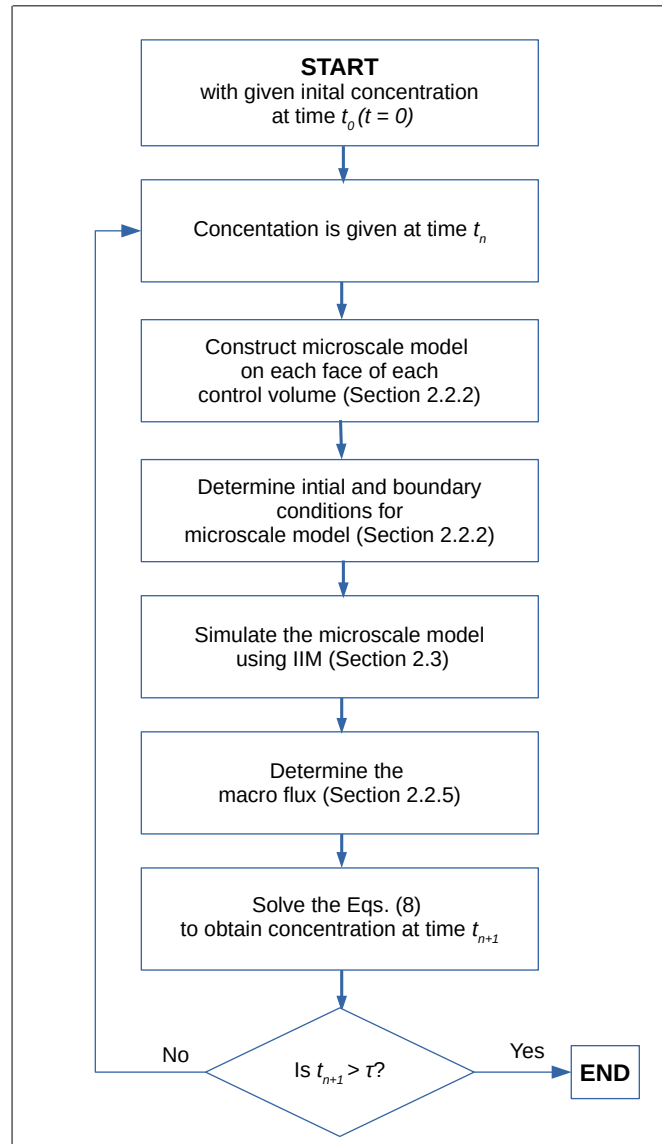 START
with given inital concentration
at time t₀ (t = 0)
Concentation is given at time tₙ
Construct microscale model
on each face of each
control volume (Section 2.2.2)
Determine intial and boundary
conditions for
microscale model (Section 2.2.2)
Simulate the microscale model
using IIM (Section 2.3)
Determine the
macro flux (Section 2.2.5)
Solve the Eqs. (8)
to obtain concentration at time tₙ₊₁
No
Is tₙ₊₁ > τ?
Yes
END